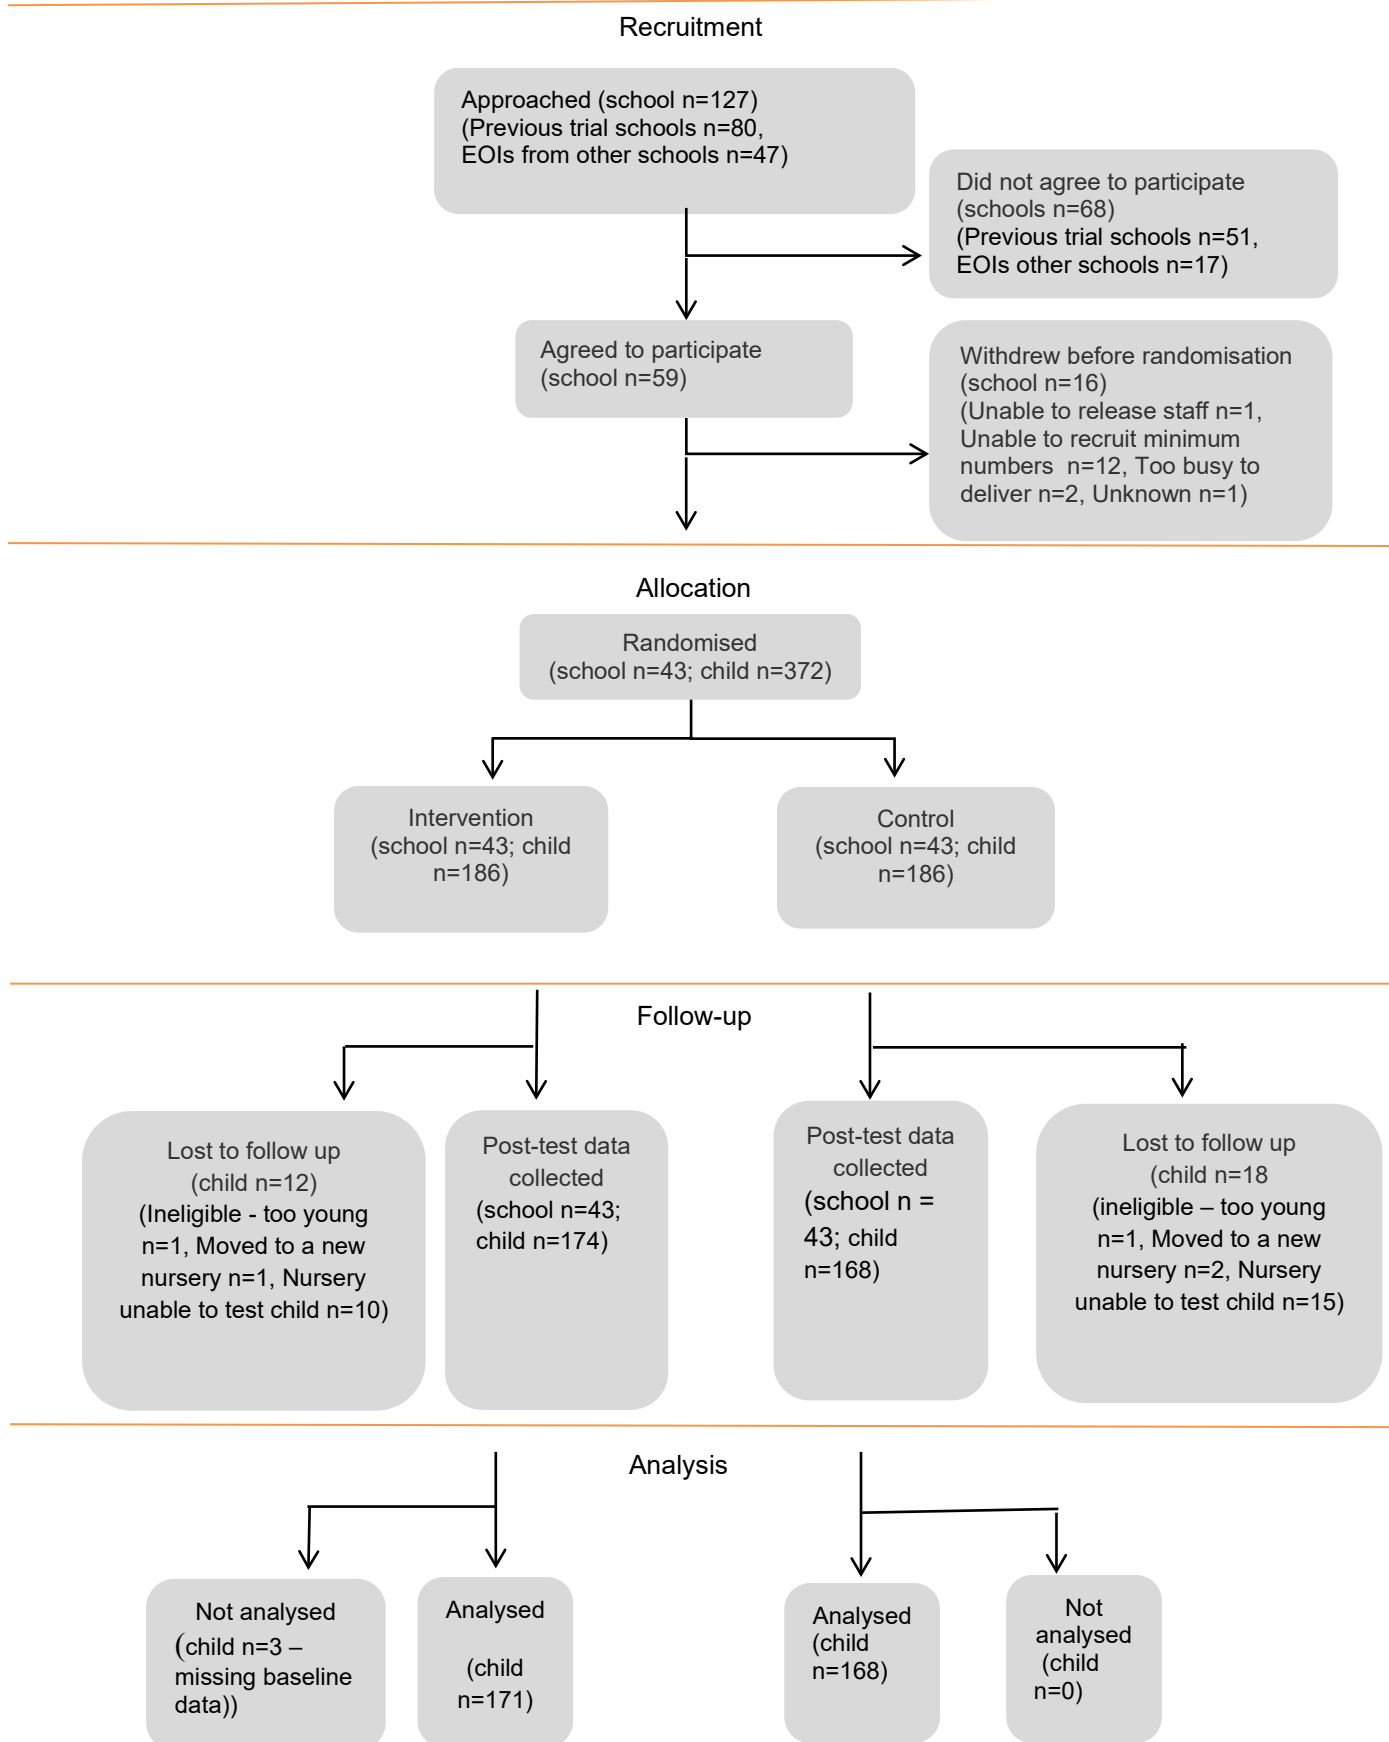 Recruitment
Approached (school n=127)
(Previous trial schools n=80,
EOIs from other schools n=47)
Did not agree to participate
(schools n=68)
(Previous trial schools n=51,
EOIs other schools n=17)
Agreed to participate
(school n=59)
Withdrew before randomisation
(school n=16)
(Unable to release staff n=1,
Unable to recruit minimum
numbers  n=12, Too busy to
deliver n=2, Unknown n=1)
Allocation
Randomised
(school n=43; child n=372)
Intervention
(school n=43; child
n=186)
Control
(school n=43; child
n=186)
Follow-up
Lost to follow up
(child n=12)
(Ineligible - too young
n=1, Moved to a new
nursery n=1, Nursery
unable to test child n=10)
Post-test data
collected
(school n=43;
child n=174)
Post-test data
collected
(school n =
43; child
n=168)
Lost to follow up
(child n=18
(ineligible – too young
n=1, Moved to a new
nursery n=2, Nursery
unable to test child n=15)
Analysis
Not analysed
(child n=3 –
missing baseline
data))
Analysed
(child
n=171)
Analysed
(child
n=168)
Not
analysed
(child
n=0)